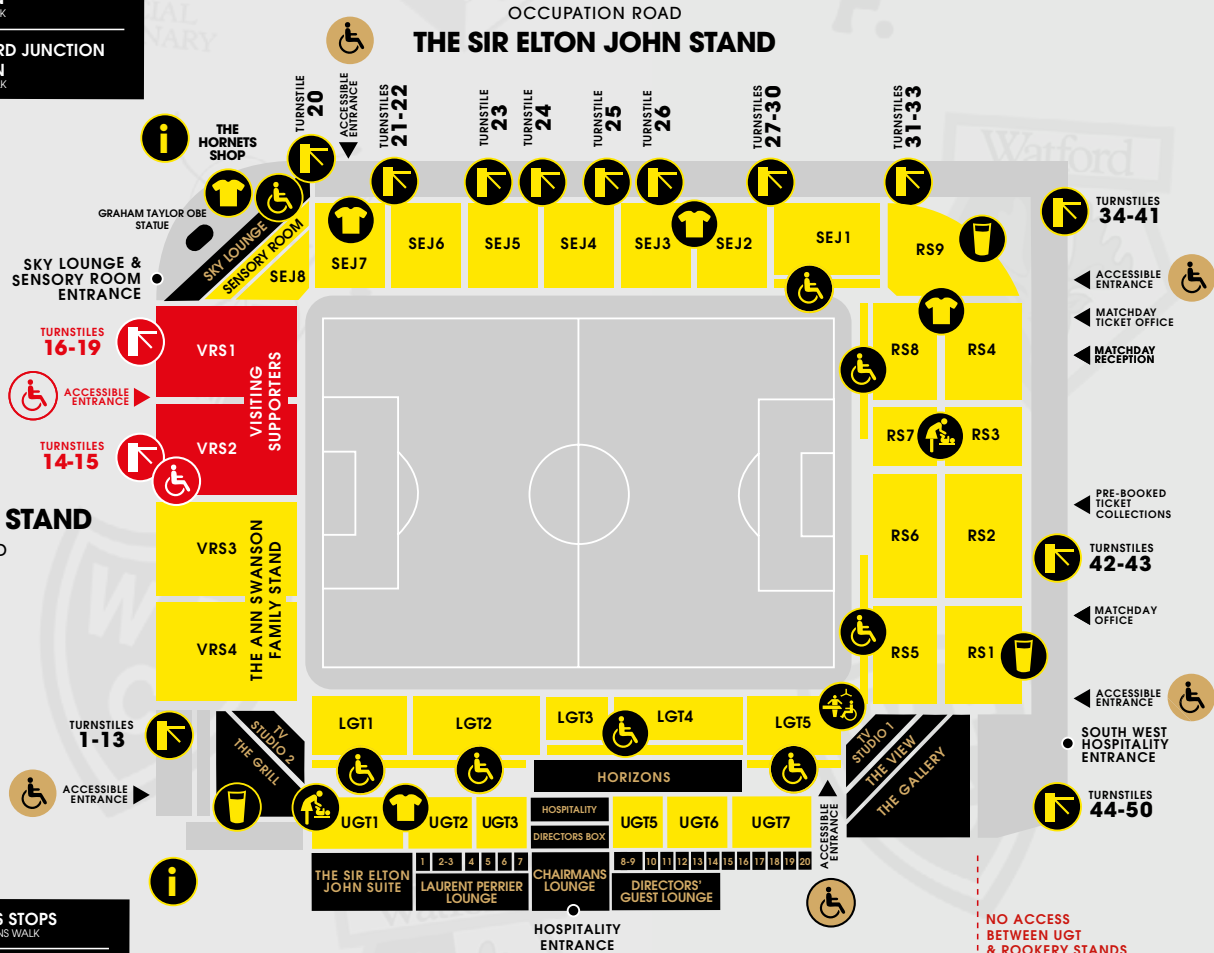 OCCUPATION ROAD
THE SIR ELTON JOHN STAND
RD JUNCTION
TURNSTILE
20
ACCESSIBLE
ENTRANCE
TURNSTILES
21-22
TURNSTILE
23
TURNSTILE
24
TURNSTILE
25
TURNSTILE
26
TURNSTILES
27-30
TURNSTILES
31-33
i
THE
HORNETS
SHOP
Watford
GRAHAM TAYLOR OBE
STATUE
SKY LOUNGE
SENSORY ROOM
SEJ8
SEJ7
SEJ6
SEJ5
SEJ4
SEJ3
SEJ2
SEJ1
RS9
TURNSTILES
34-41
SKY LOUNGE &
SENSORY ROOM
ENTRANCE
ACCESSIBLE
ENTRANCE
MATCHDAY
TICKET OFFICE
MATCHDAY
RECEPTION
TURNSTILES
16-19
VRS1
VISITING
SUPPORTERS
ACCESSIBLE
ENTRANCE
TURNSTILES
14-15
VRS2
RS8
RS4
RS7
RS3
STAND
VRS3
THE ANN SWANSON
FAMILY STAND
VRS4
RS6
RS2
PRE-BOOKED
TICKET
COLLECTIONS
TURNSTILES
42-43
MATCHDAY
OFFICE
RS5
RS1
ACCESSIBLE
ENTRANCE
TURNSTILES
1-13
TV
STUDIO 2
THE GRILL
LGT1
LGT2
LGT3
LGT4
LGT5
TV
STUDIO 1
THE VIEW
THE GALLERY
SOUTH WEST
HOSPITALITY
ENTRANCE
ACCESSIBLE
ENTRANCE
HORIZONS
TURNSTILES
44-50
UGT1
UGT2
UGT3
HOSPITALITY
DIRECTORS BOX
UGT5
UGT6
UGT7
ACCESSIBLE
ENTRANCE
i
THE SIR ELTON
JOHN SUITE
1 2-3 4 5 6 7
LAURENT PERRIER
LOUNGE
CHAIRMANS
LOUNGE
8-9 10 11 12 13 14 15 16 17 18 19 20
DIRECTORS'
GUEST LOUNGE
HOSPITALITY
ENTRANCE
STOPS
NS WALK
NO ACCESS
BETWEEN UGT
& ROOKERY STANDS